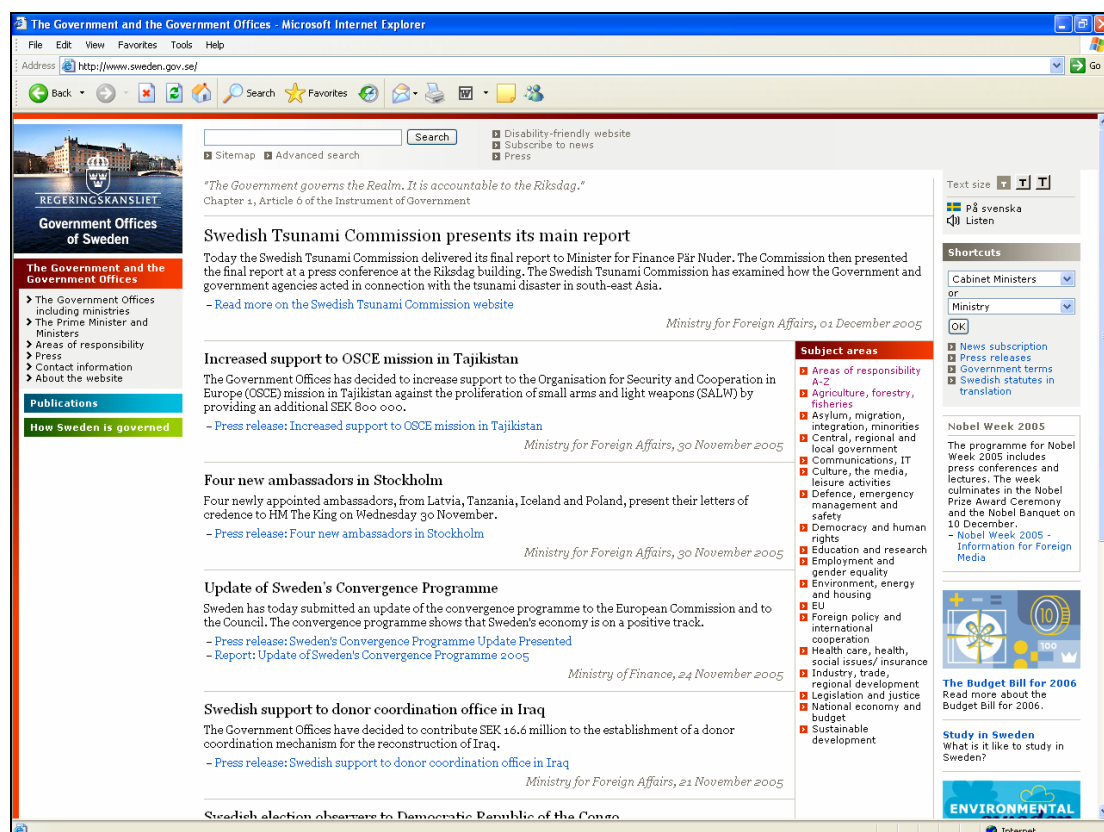 The Government and the Government Offices - Microsoft Internet Explorer
File Edit View Favorites Tools Help
Address http://www.sweden.gov.se/ Go
Back Search Favorites
Search
Sitemap Advanced search
Disability-friendly website
Subscribe to news
Press
REGERINGSKANSLIET
Government Offices
of Sweden
The Government and the
Government Offices
The Government Offices
including ministries
The Prime Minister and
Ministers
Areas of responsibility
Press
Contact information
About the website
Publications
How Sweden is governed
"The Government governs the Realm. It is accountable to the Riksdag."
Chapter 1, Article 6 of the Instrument of Government
Swedish Tsunami Commission presents its main report
Today the Swedish Tsunami Commission delivered its final report to Minister for Finance Pär Nuder. The Commission then presented
the final report at a press conference at the Riksdag building. The Swedish Tsunami Commission has examined how the Government and
government agencies acted in connection with the tsunami disaster in south-east Asia.
– Read more on the Swedish Tsunami Commission website
Ministry for Foreign Affairs, 01 December 2005
Increased support to OSCE mission in Tajikistan
The Government Offices has decided to increase support to the Organisation for Security and Cooperation in
Europe (OSCE) mission in Tajikistan against the proliferation of small arms and light weapons (SALW) by
providing an additional SEK 800 000.
– Press release: Increased support to OSCE mission in Tajikistan
Ministry for Foreign Affairs, 30 November 2005
Four new ambassadors in Stockholm
Four newly appointed ambassadors, from Latvia, Tanzania, Iceland and Poland, present their letters of
credence to HM The King on Wednesday 30 November.
– Press release: Four new ambassadors in Stockholm
Ministry for Foreign Affairs, 30 November 2005
Update of Sweden's Convergence Programme
Sweden has today submitted an update of the convergence programme to the European Commission and to
the Council. The convergence programme shows that Sweden's economy is on a positive track.
– Press release: Sweden's Convergence Programme Update Presented
– Report: Update of Sweden's Convergence Programme 2005
Ministry of Finance, 24 November 2005
Swedish support to donor coordination office in Iraq
The Government Offices have decided to contribute SEK 16.6 million to the establishment of a donor
coordination mechanism for the reconstruction of Iraq.
– Press release: Swedish support to donor coordination office in Iraq
Ministry for Foreign Affairs, 21 November 2005
Swedish election observers to Democratic Republic of the Congo
Subject areas
Areas of responsibility
A-Z
Agriculture, forestry,
fisheries
Asylum, migration,
integration, minorities
Central, regional and
local government
Communications, IT
Culture, the media,
leisure activities
Defence, emergency
management and
safety
Democracy and human
rights
Education and research
Employment and
gender equality
Environment, energy
and housing
EU
Foreign policy and
international
cooperation
Health care, health,
social issues/ insurance
Industry, trade,
regional development
Legislation and justice
National economy and
budget
Sustainable
development
Text size T T T
På svenska
Listen
Shortcuts
Cabinet Ministers
or
Ministry
OK
News subscription
Press releases
Government terms
Swedish statutes in
translation
Nobel Week 2005
The programme for Nobel
Week 2005 includes
press conferences and
lectures. The week
culminates in the Nobel
Prize Award Ceremony
and the Nobel Banquet on
10 December.
– Nobel Week 2005 -
Information for Foreign
Media
10
100
The Budget Bill for 2006
Read more about the
Budget Bill for 2006.
Study in Sweden
What is it like to study in
Sweden?
ENVIRONMENTAL
Sweden
Internet